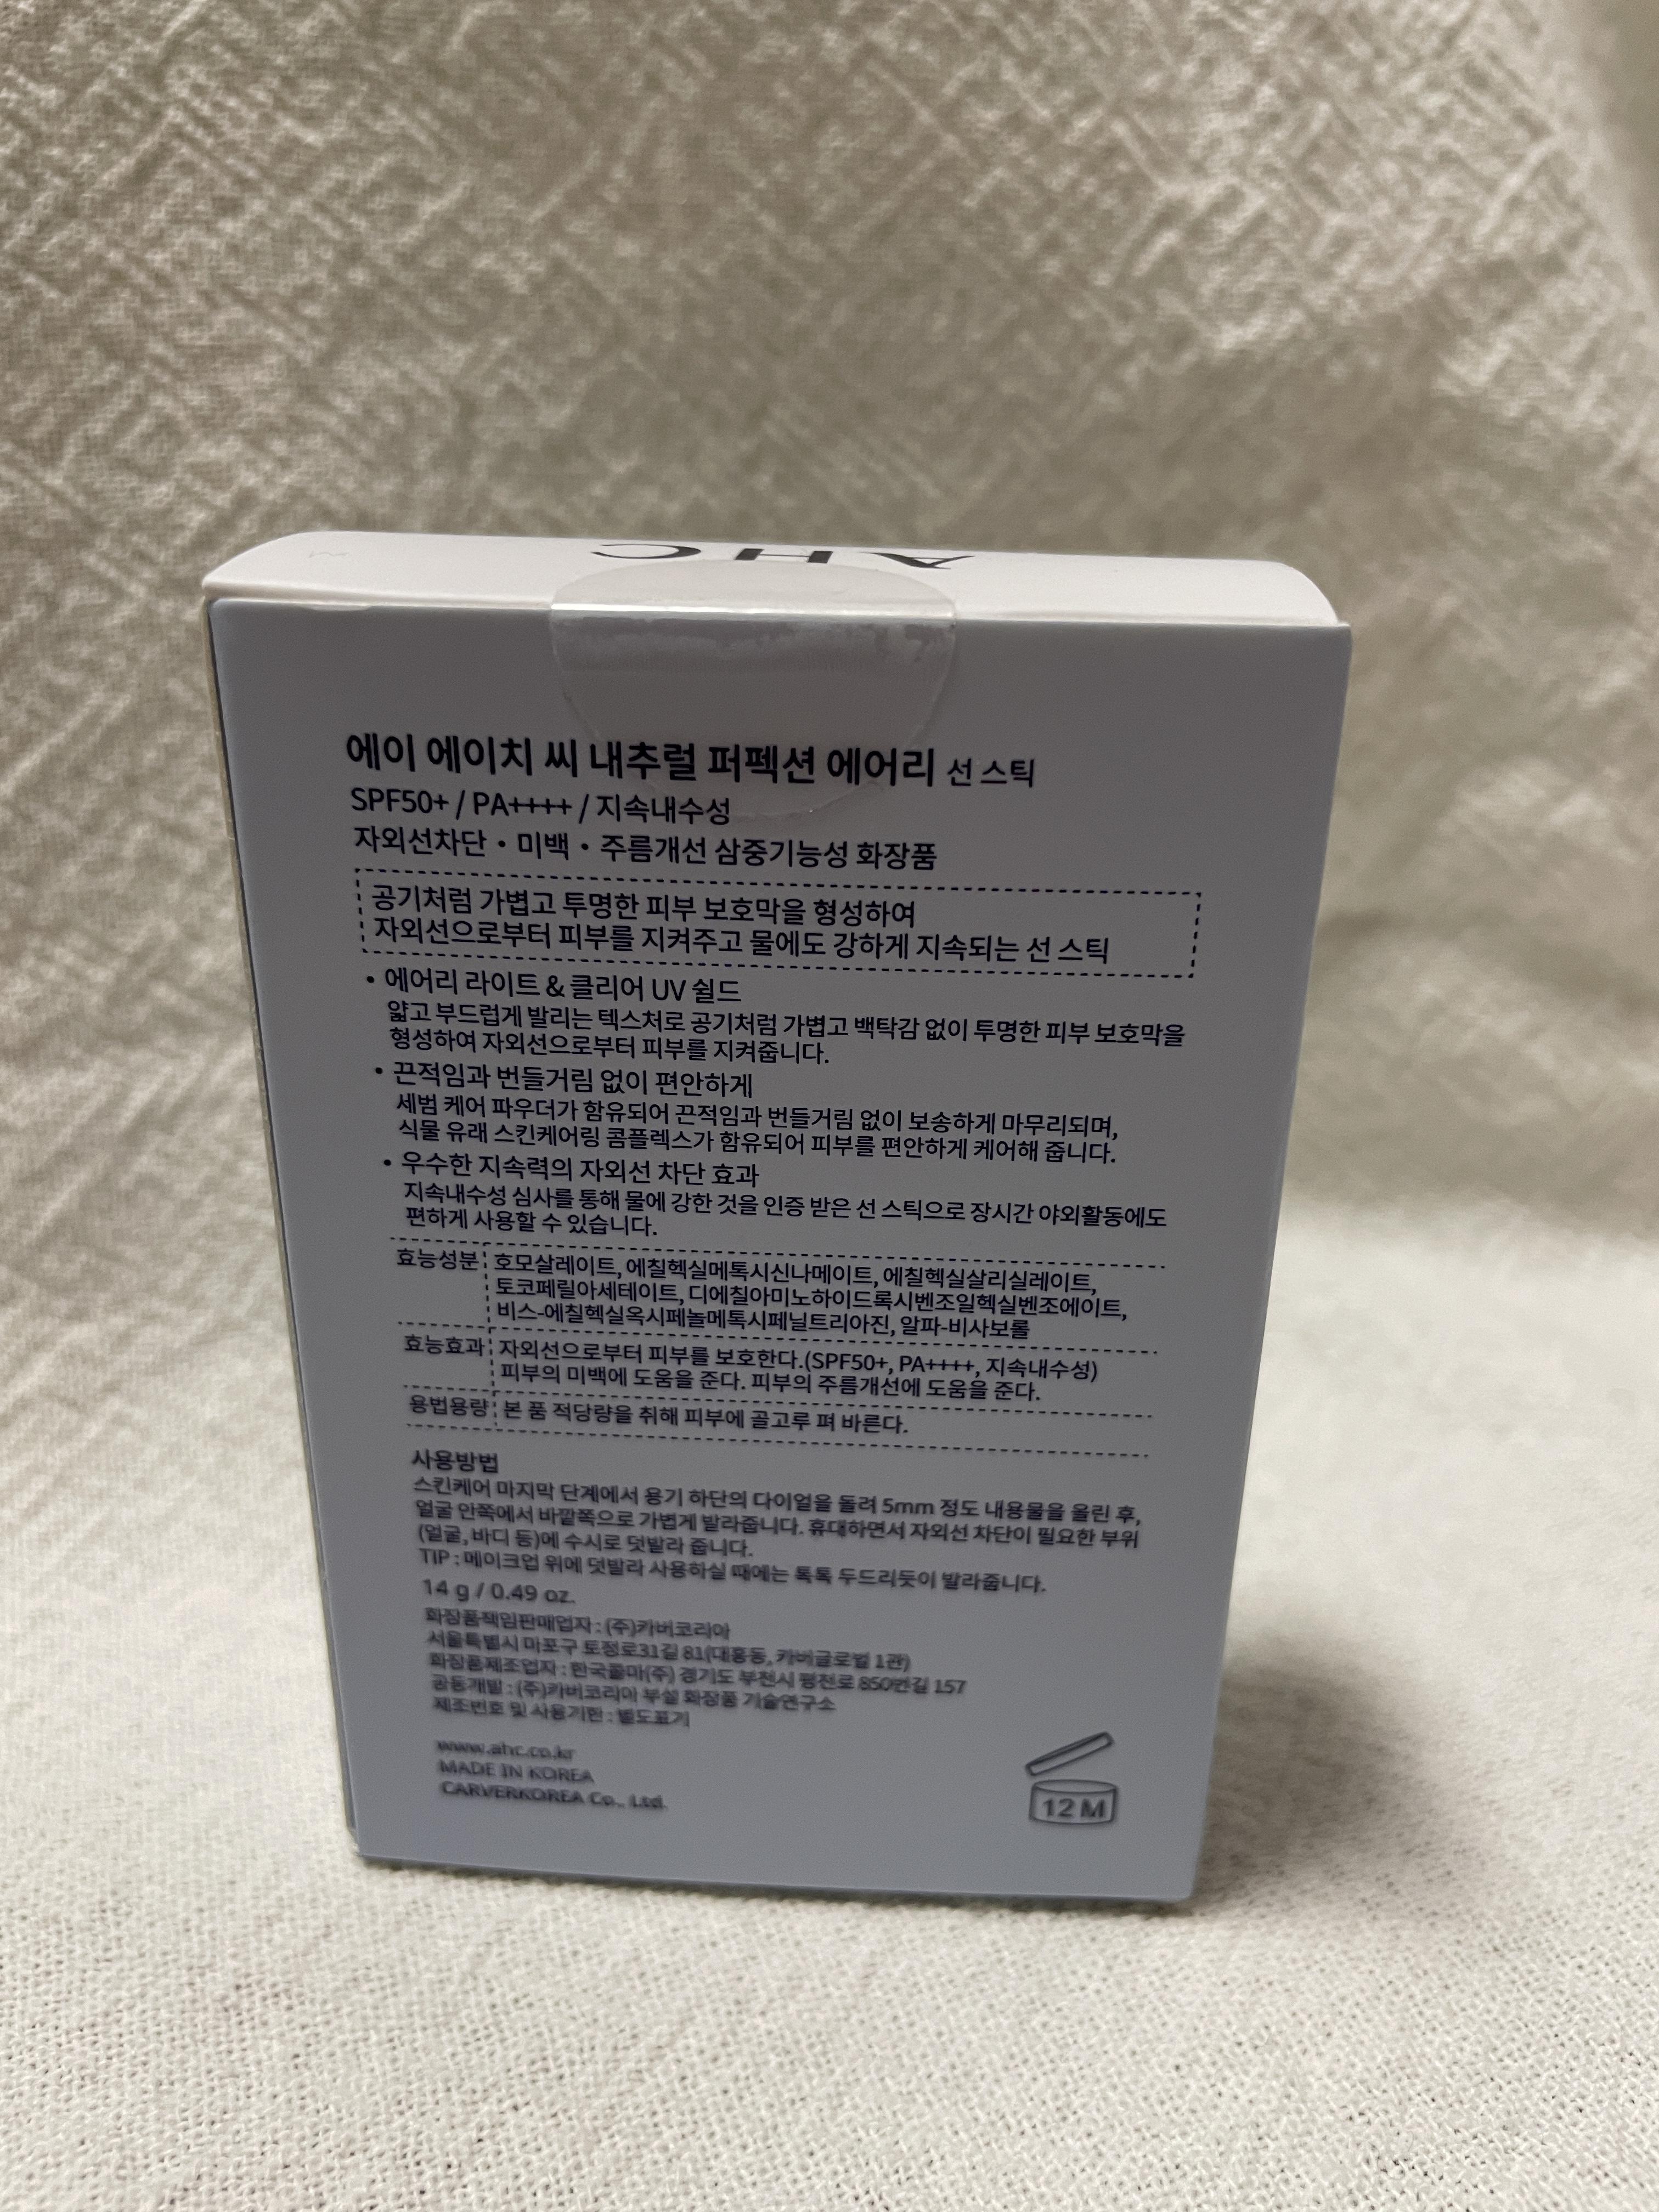 AHC
에이 에이치 씨 내추럴 퍼펙션 에어리 선 스틱
SPF50+ / PA++++ / 지속내수성
자외선차단 • 미백 • 주름개선 삼중기능성 화장품
공기처럼 가볍고 투명한 피부 보호막을 형성하여
자외선으로부터 피부를 지켜주고 물에도 강하게 지속되는 선 스틱
• 에어리 라이트 & 클리어 UV 쉴드
얇고 부드럽게 발리는 텍스처로 공기처럼 가볍고 백탁감 없이 투명한 피부 보호막을
형성하여 자외선으로부터 피부를 지켜줍니다.
• 끈적임과 번들거림 없이 편안하게
세범 케어 파우더가 함유되어 끈적임과 번들거림 없이 보송하게 마무리되며,
식물 유래 스킨케어링 콤플렉스가 함유되어 피부를 편안하게 케어해 줍니다.
• 우수한 지속력의 자외선 차단 효과
지속내수성 심사를 통해 물에 강한 것을 인증 받은 선 스틱으로 장시간 야외활동에도
편하게 사용할 수 있습니다.
효능성분 호모살레이트, 에칠헥실메톡시신나메이트, 에칠헥실살리실레이트,
토코페릴아세테이트, 디에칠아미노하이드록시벤조일헥실벤조에이트,
비스-에칠헥실옥시페놀메톡시페닐트리아진, 알파-비사보롤
효능효과 자외선으로부터 피부를 보호한다.(SPF50+, PA++++, 지속내수성)
피부의 미백에 도움을 준다. 피부의 주름개선에 도움을 준다.
용법용량 본 품 적당량을 취해 피부에 골고루 펴 바른다.
사용방법
스킨케어 마지막 단계에서 용기 하단의 다이얼을 돌려 5mm 정도 내용물을 올린 후,
얼굴 안쪽에서 바깥쪽으로 가볍게 발라줍니다. 휴대하면서 자외선 차단이 필요한 부위
(얼굴, 바디 등)에 수시로 덧발라 줍니다.
TIP : 메이크업 위에 덧발라 사용하실 때에는 톡톡 두드리듯이 발라줍니다.
14 g / 0.49 oz.
화장품책임판매업자 : (주)카버코리아
서울특별시 마포구 토정로31길 81(대흥동, 카버글로벌 1관)
화장품제조업자 : 한국콜마(주) 경기도 부천시 평천로 850번길 157
공동개발 : (주)카버코리아 부설 화장품 기술연구소
제조번호 및 사용기한 : 별도표기
www.ahc.co.kr
MADE IN KOREA
CARVERKOREA Co., Ltd.
12 M